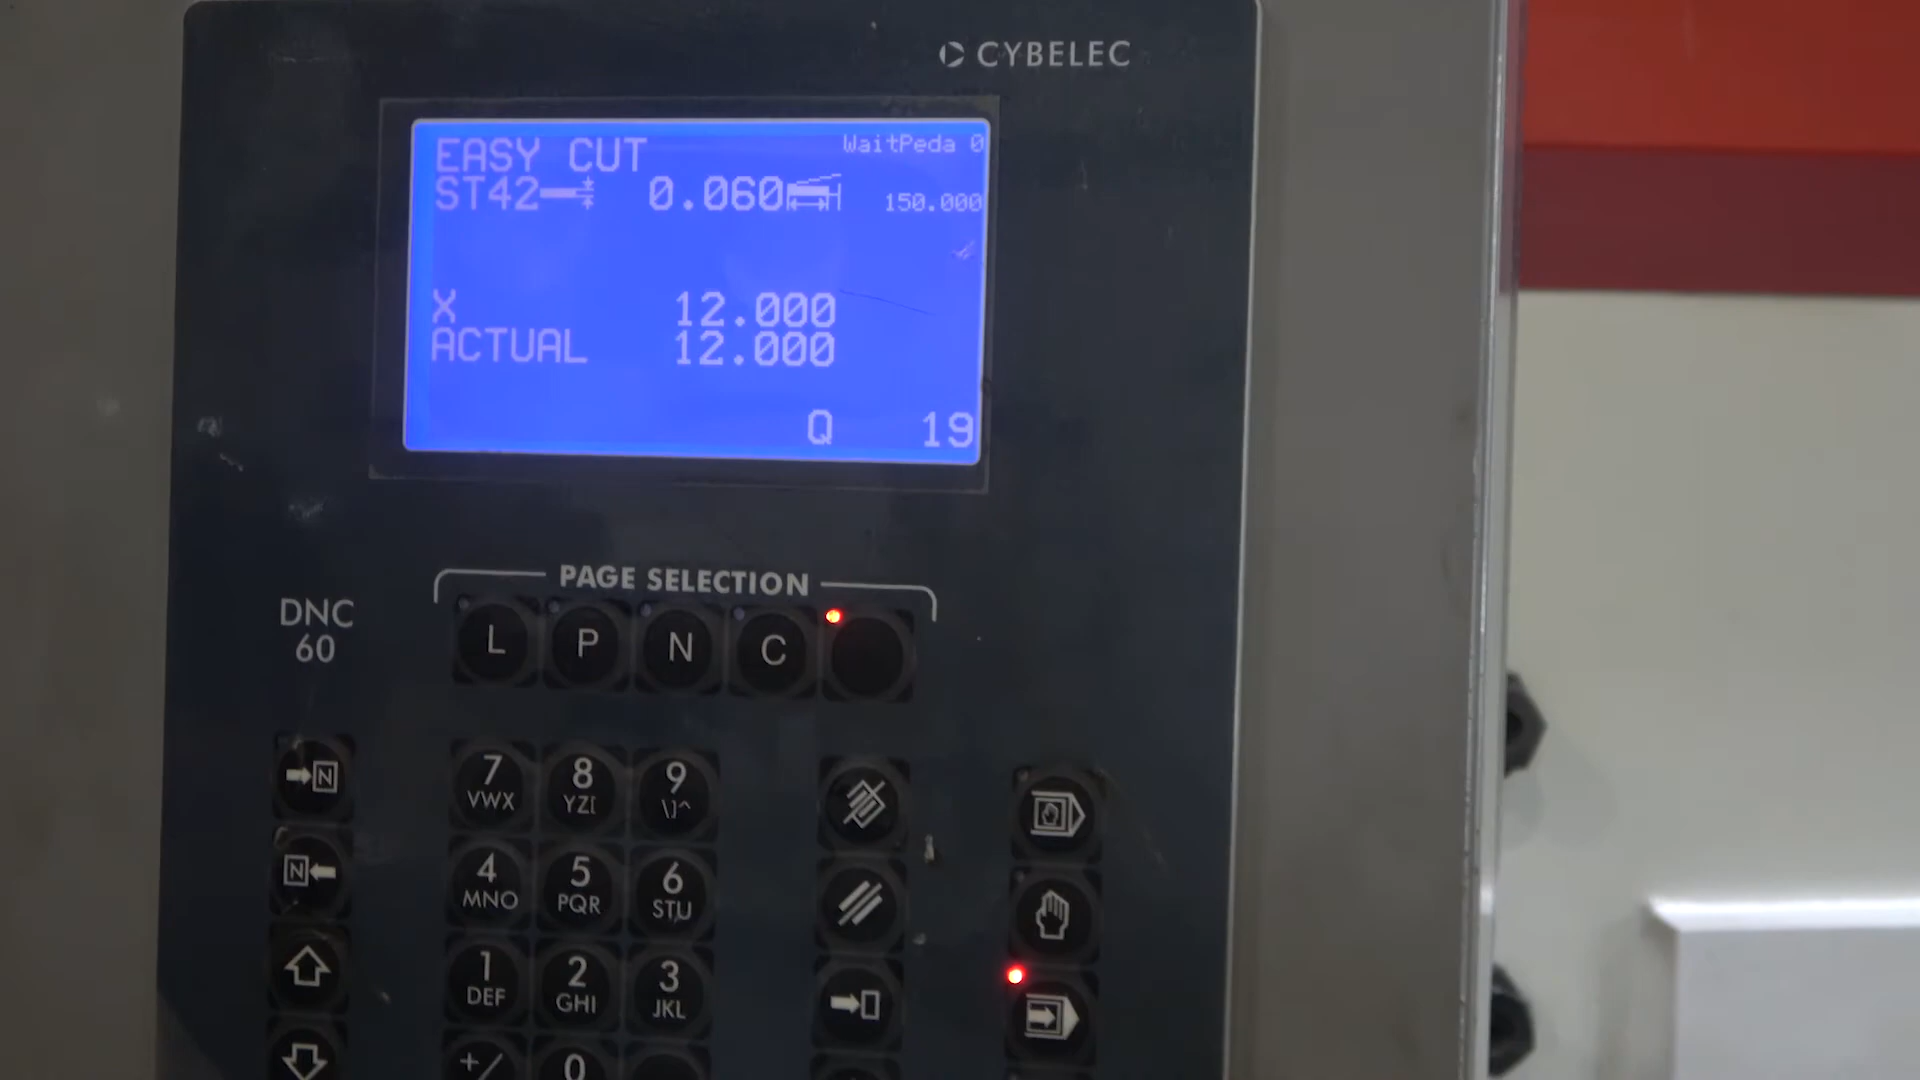 CYBELEC
EASY CUT
WaitPeda 0
ST42 0.060 150.000
X 12.000
ACTUAL 12.000
Q 19
PAGE SELECTION
DNC
60
L P N C
N
7 8 9
VWX YZ[ \]^
N
4 5 6
MNO PQR STU
1 2 3
DEF GHI JKL
+/ 0